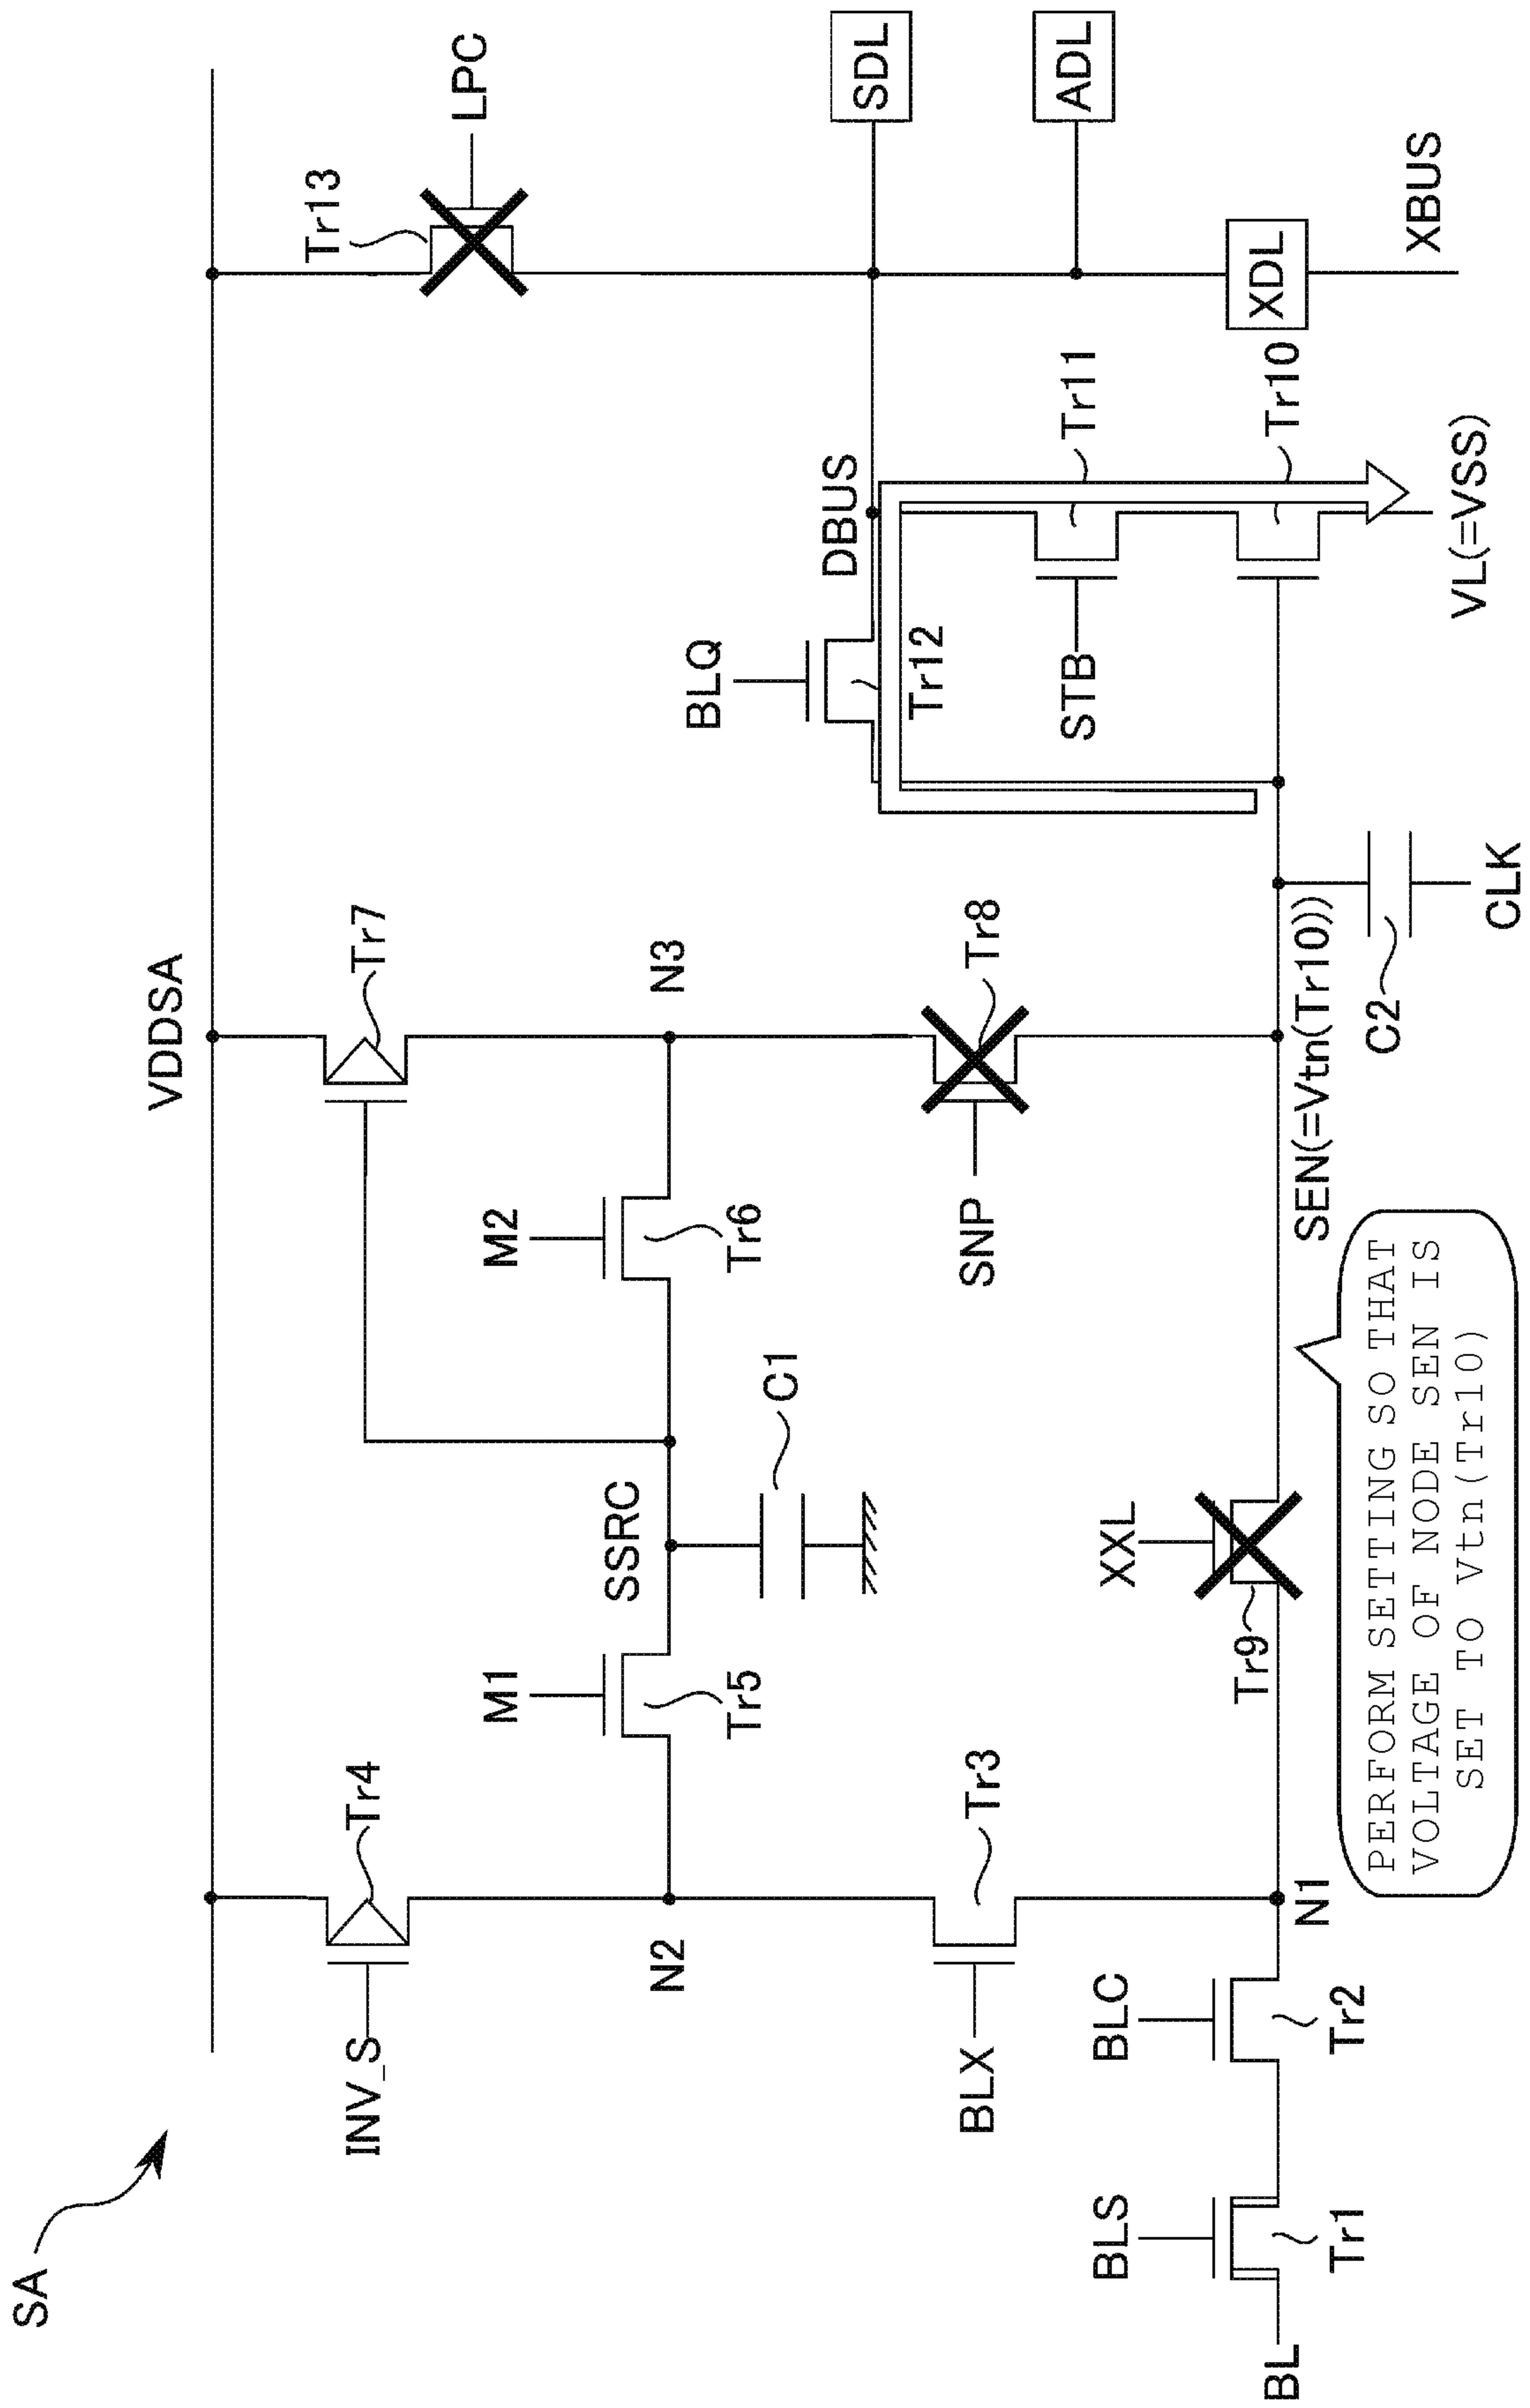 SA
VDDSA
INV_S
Tr4
Tr7
Tr13
LPC
M1
M2
N2
SSRC
N3
Tr5
Tr6
C1
BLQ
DBUS
SDL
Tr12
BLX
Tr3
SNP
Tr8
STB
Tr11
ADL
BLS
BLC
XXL
Tr1
Tr2
N1
Tr9
SEN(=Vtn(Tr10))
Tr10
XDL
C2
CLK
VL(=VSS)
XBUS
BL
PERFORM SETTING SO THAT
VOLTAGE OF NODE SEN IS
SET TO Vtn(Tr10)